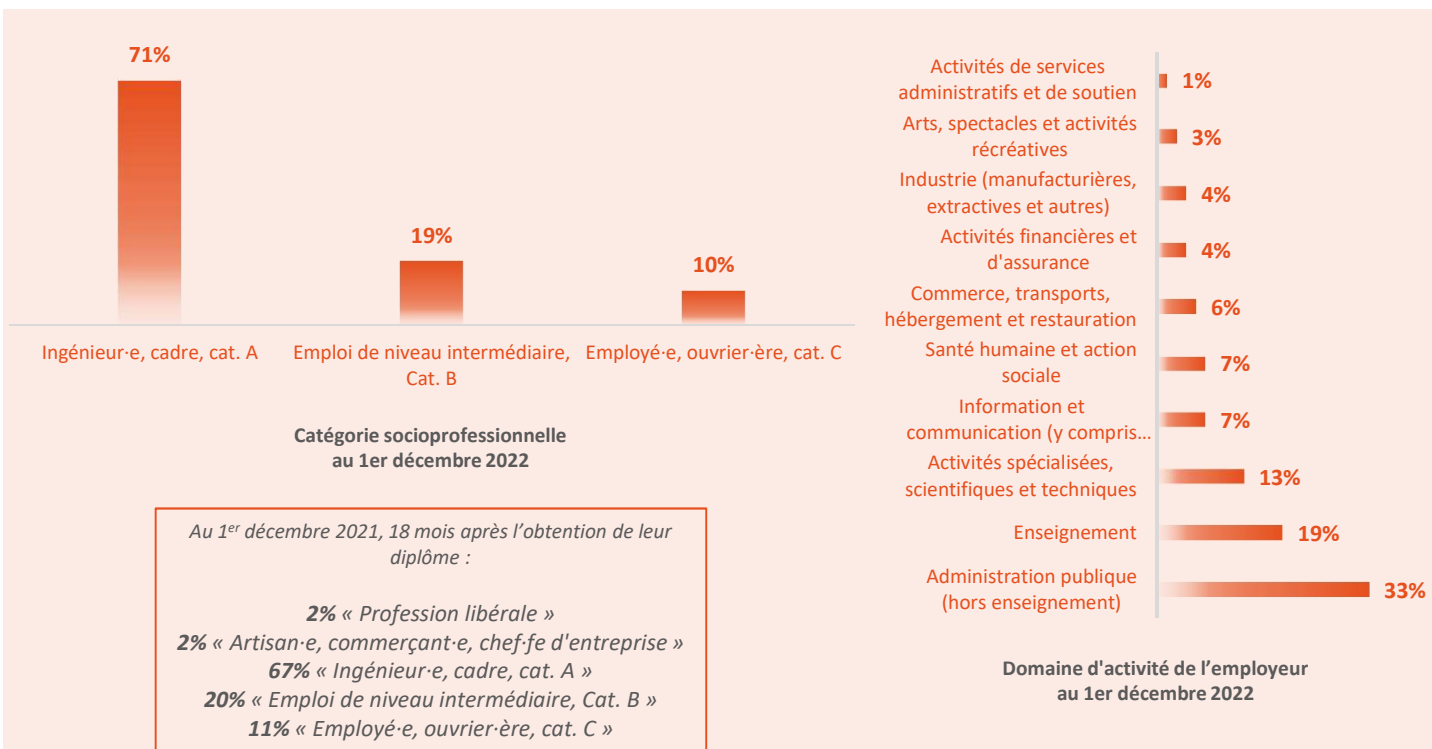 71%
19%
10%
Ingénieur·e, cadre, cat. A
Emploi de niveau intermédiaire,
Cat. B
Employé·e, ouvrier·ère, cat. C
Catégorie socioprofessionnelle
au 1er décembre 2022
Au 1er décembre 2021, 18 mois après l’obtention de leur
diplôme :
2% « Profession libérale »
2% « Artisan·e, commerçant·e, chef·fe d'entreprise »
67% « Ingénieur·e, cadre, cat. A »
20% « Emploi de niveau intermédiaire, Cat. B »
11% « Employé·e, ouvrier·ère, cat. C »
Activités de services
administratifs et de soutien
1%
Arts, spectacles et activités
récréatives
3%
Industrie (manufacturières,
extractives et autres)
4%
Activités financières et
d'assurance
4%
Commerce, transports,
hébergement et restauration
6%
Santé humaine et action
sociale
7%
Information et
communication (y compris…
7%
Activités spécialisées,
scientifiques et techniques
13%
Enseignement
19%
Administration publique
(hors enseignement)
33%
Domaine d'activité de l’employeur
au 1er décembre 2022